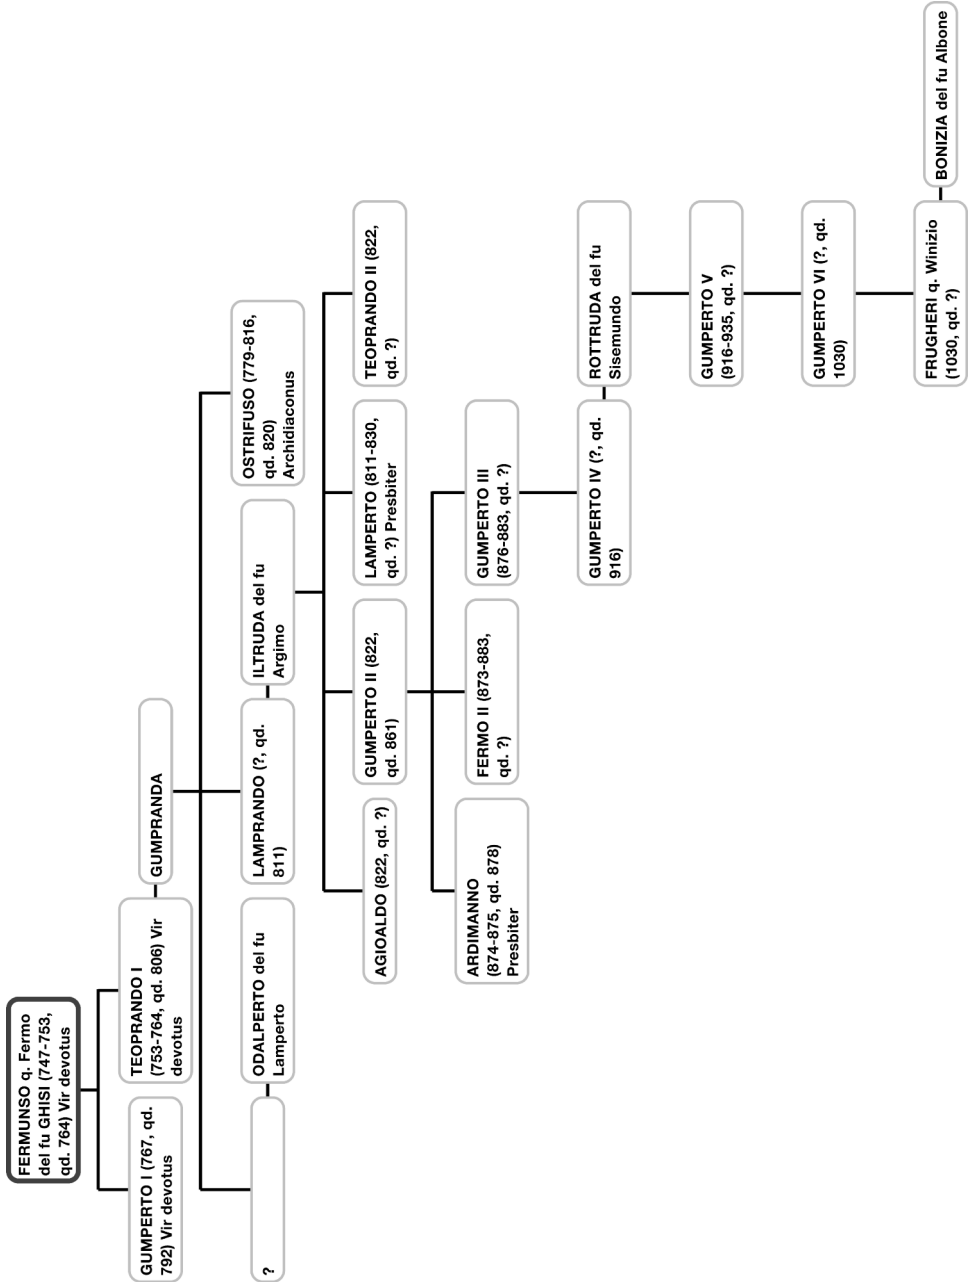 FERMUNSO q. Fermo
del fu GHISI (747-753,
qd. 764) Vir devotus
GUMPERTO I (767, qd.
792) Vir devotus
TEOPRANDO I
(753-764, qd. 806) Vir
devotus
GUMPRANDA
?
ODALPERTO del fu
Lamperto
LAMPRANDO (?, qd.
811)
ILTRUDA del fu
Argimo
OSTRIFUSO (779-816,
qd. 820)
Archidiaconus
AGIOALDO (822, qd. ?)
GUMPERTO II (822,
qd. 861)
LAMPERTO (811-830,
qd. ?) Presbiter
TEOPRANDO II (822,
qd. ?)
ARDIMANNO
(874-875, qd. 878)
Presbiter
FERMO II (873-883,
qd. ?)
GUMPERTO III
(876-883, qd. ?)
GUMPERTO IV (?, qd.
916)
ROTTRUDA del fu
Sisemundo
GUMPERTO V
(916-935, qd. ?)
GUMPERTO VI (?, qd.
1030)
FRUGHERI q. Winizio
(1030, qd. ?)
BONIZIA del fu Albone